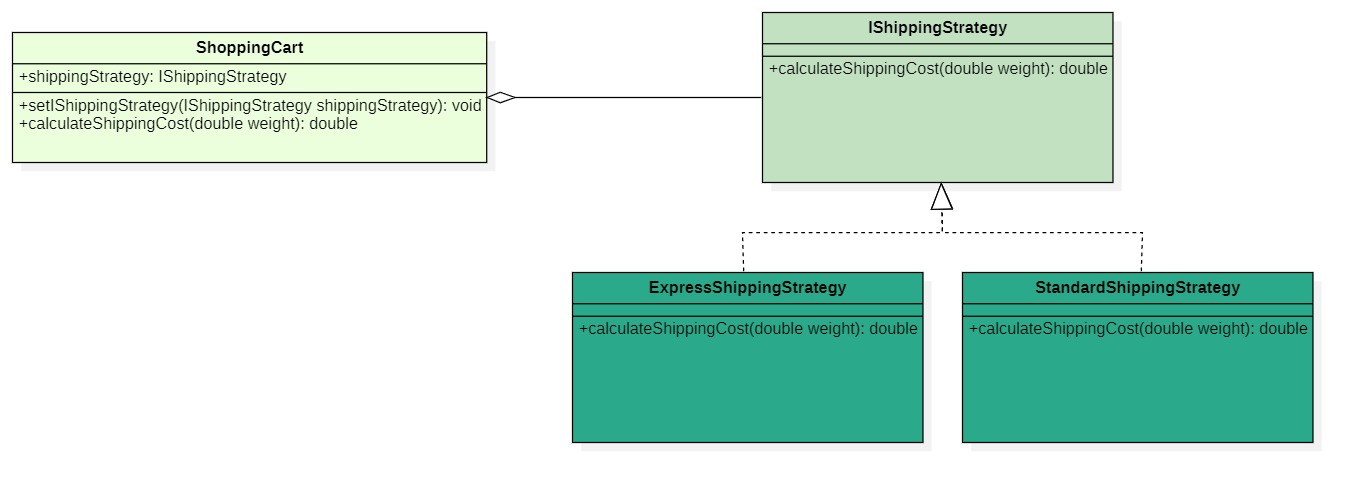 ShoppingCart
+shippingStrategy: IShippingStrategy
+setIShippingStrategy(IShippingStrategy shippingStrategy): void
+calculateShippingCost(double weight): double
IShippingStrategy
+calculateShippingCost(double weight): double
ExpressShippingStrategy
+calculateShippingCost(double weight): double
StandardShippingStrategy
+calculateShippingCost(double weight): double